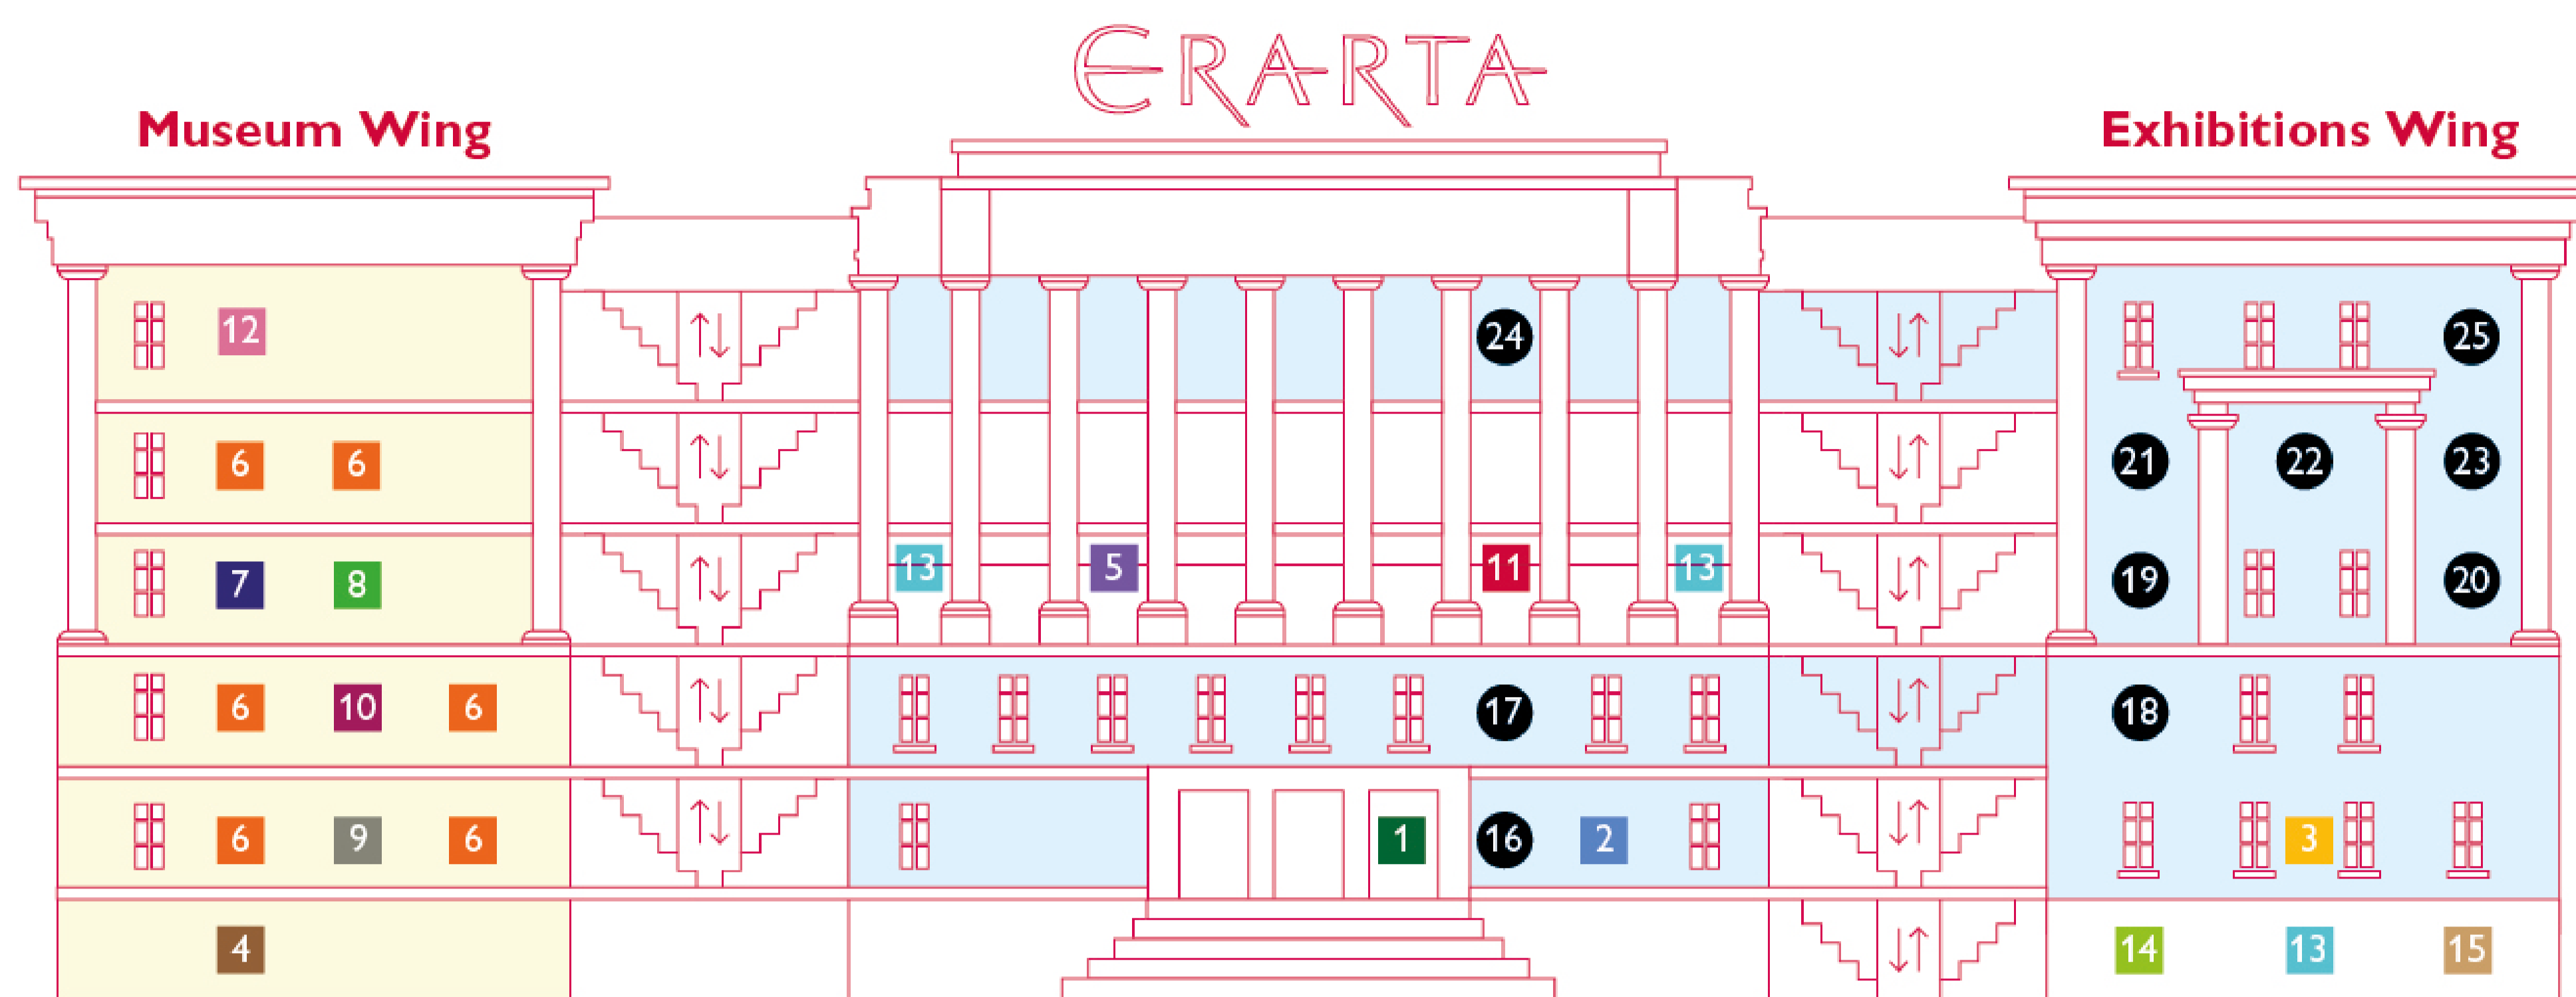 ERARTA
Museum Wing
Exhibitions Wing
12 24 25
6 6 21 22 23
13 5 11 13
7 8 19 20
6 10 6 17 18
6 9 6 1 16 2 3
4 14 13 15